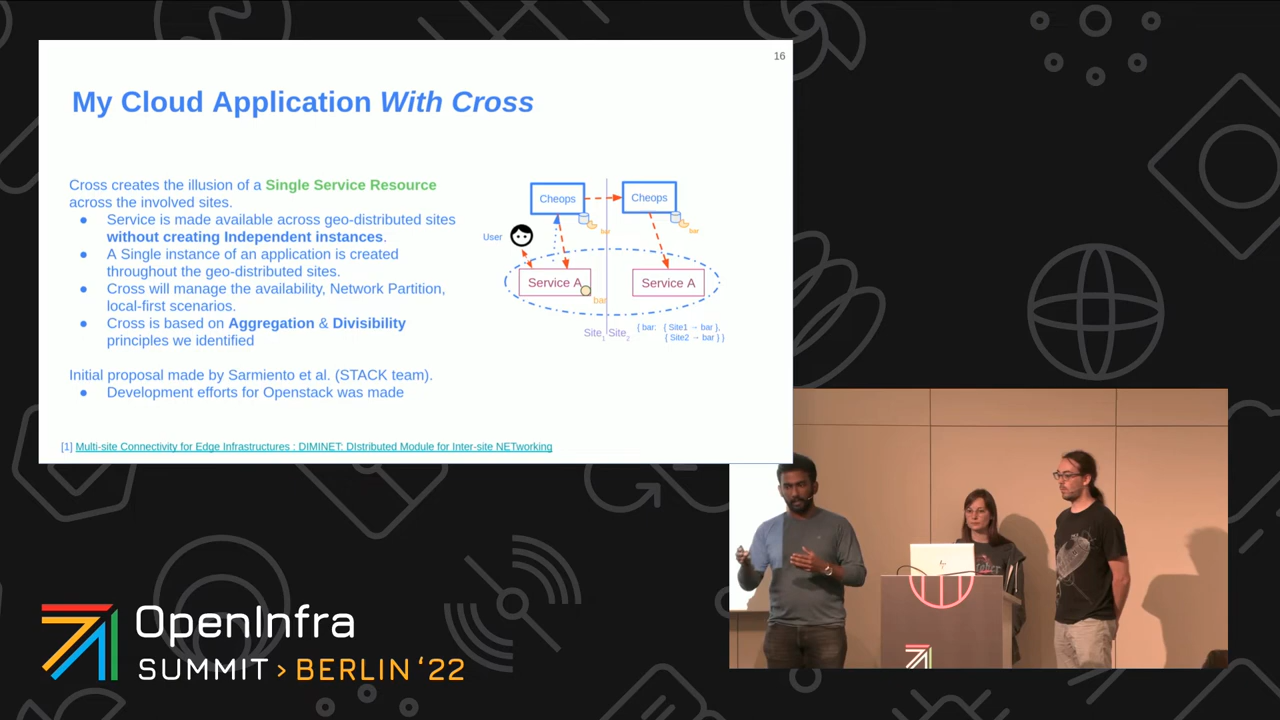 16
My Cloud Application With Cross
Cross creates the illusion of a Single Service Resource
across the involved sites.
● Service is made available across geo-distributed sites
without creating Independent instances.
● A Single instance of an application is created
throughout the geo-distributed sites.
● Cross will manage the availability, Network Partition,
local-first scenarios.
● Cross is based on Aggregation & Divisibility
principles we identified
Initial proposal made by Sarmiento et al. (STACK team).
● Development efforts for Openstack was made
[1] Multi-site Connectivity for Edge Infrastructures : DIMINET: DIstributed Module for Inter-site NETworking
Cheops
Cheops
bar
bar
User
Service A
Service A
bar
Site1 Site2
{ bar: { Site1 → bar },
{ Site2 → bar } }
OpenInfra
SUMMIT > BERLIN ‘22